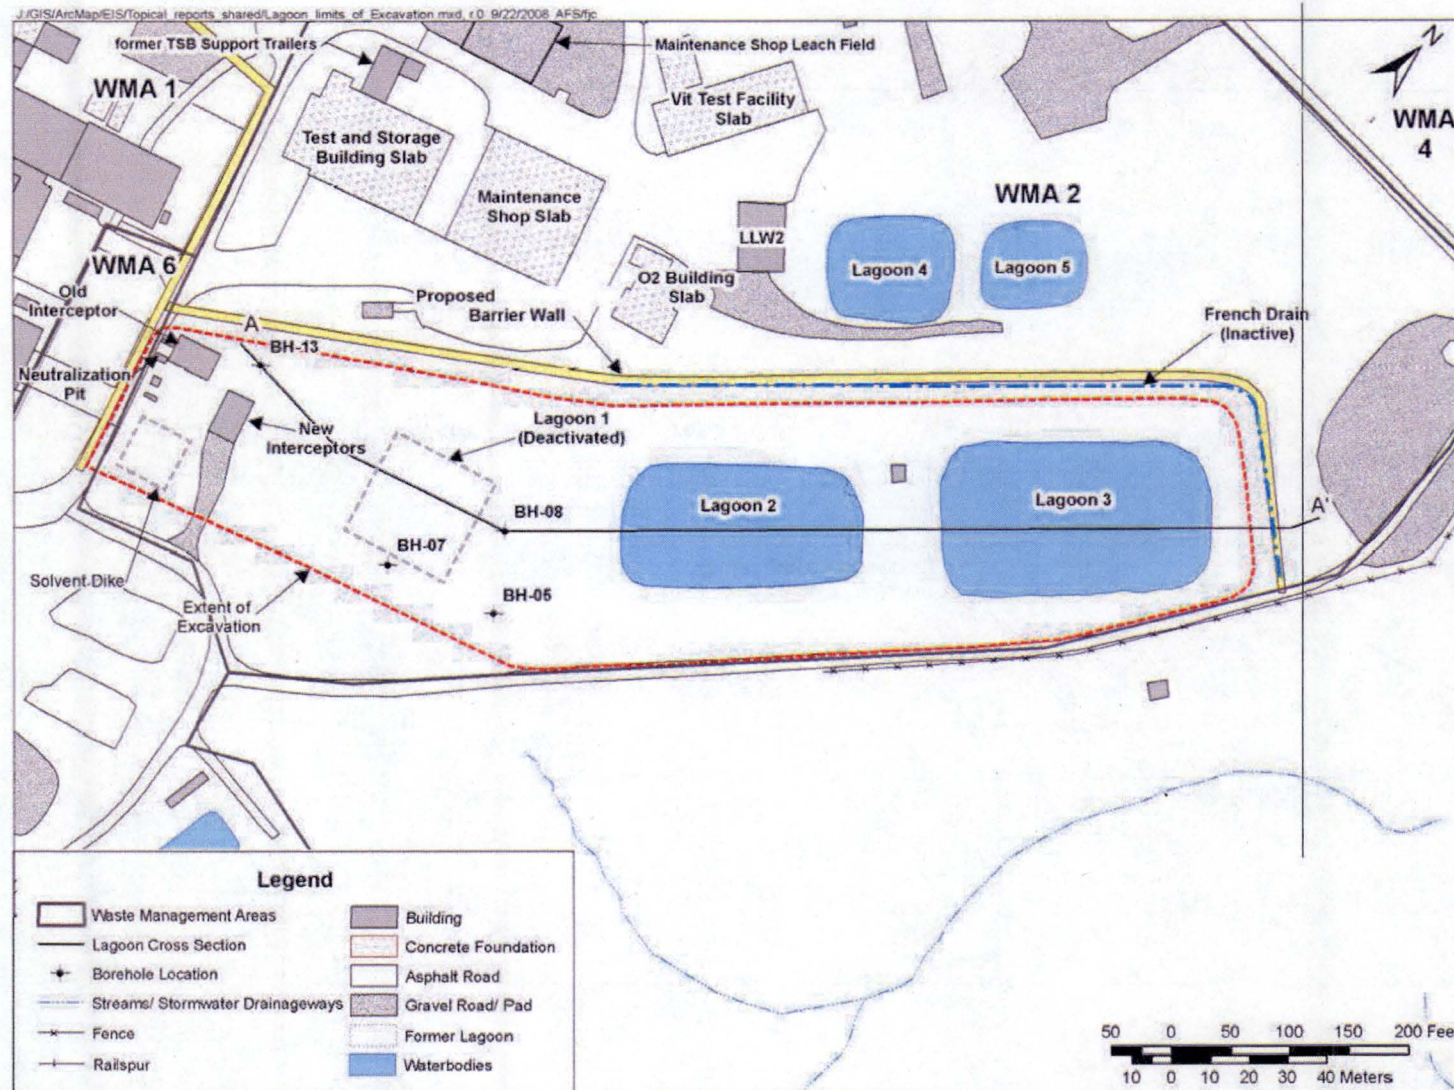 J:/GIS/ArcMap/EIS/Topical_reports_shared/Lagoon_limits_of_Excavation.mxd, r.0 9/22/2008 AFS/fjc
former TSB Support Trailers
Maintenance Shop Leach Field
N
WMA 1
Vit Test Facility
Slab
WMA
4
Test and Storage
Building Slab
Maintenance
Shop Slab
WMA 2
LLW2
WMA 6
Lagoon 4
Lagoon 5
O2 Building
Slab
Old
Interceptor
Proposed
Barrier Wall
French Drain
(Inactive)
A
BH-13
Neutralization
Pit
New
Interceptors
Lagoon 1
(Deactivated)
Lagoon 2
Lagoon 3
A'
BH-08
BH-07
Solvent Dike
BH-05
Extent of
Excavation
Legend
Waste Management Areas
Lagoon Cross Section
Borehole Location
Streams/ Stormwater Drainageways
Fence
Railspur
Building
Concrete Foundation
Asphalt Road
Gravel Road/ Pad
Former Lagoon
Waterbodies
50 0 50 100 150 200 Fee
10 0 10 20 30 40 Meters